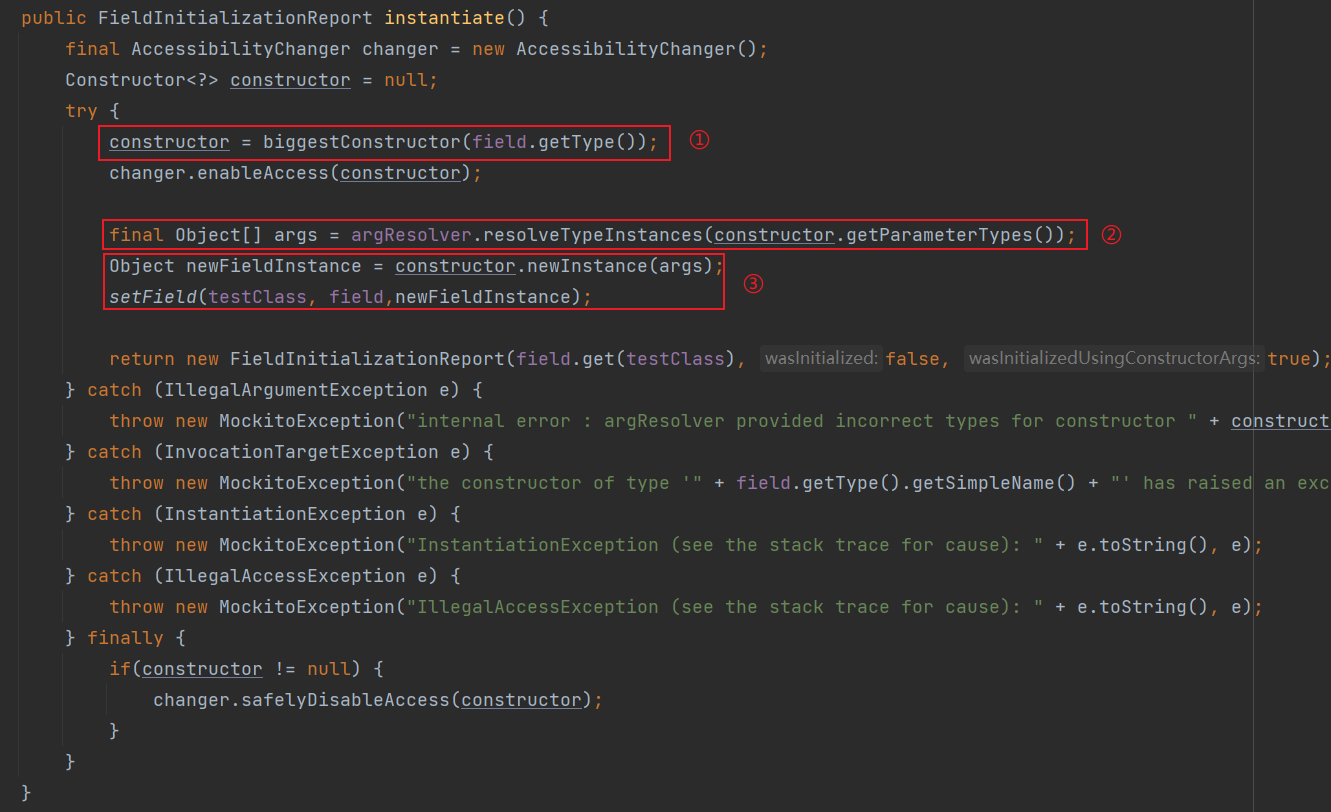 public FieldInitializationReport instantiate() {
final AccessibilityChanger changer = new AccessibilityChanger();
Constructor<?> constructor = null;
try {
constructor = biggestConstructor(field.getType()); ①
changer.enableAccess(constructor);
final Object[] args = argResolver.resolveTypeInstances(constructor.getParameterTypes()); ②
Object newFieldInstance = constructor.newInstance(args);
setField(testClass, field,newFieldInstance); ③
return new FieldInitializationReport(field.get(testClass), wasInitialized: false, wasInitializedUsingConstructorArgs: true);
} catch (IllegalArgumentException e) {
throw new MockitoException("internal error : argResolver provided incorrect types for constructor " + construct
} catch (InvocationTargetException e) {
throw new MockitoException("the constructor of type '" + field.getType().getSimpleName() + "' has raised an exc
} catch (InstantiationException e) {
throw new MockitoException("InstantiationException (see the stack trace for cause): " + e.toString(), e);
} catch (IllegalAccessException e) {
throw new MockitoException("IllegalAccessException (see the stack trace for cause): " + e.toString(), e);
} finally {
if(constructor != null) {
changer.safelyDisableAccess(constructor);
}
}
}